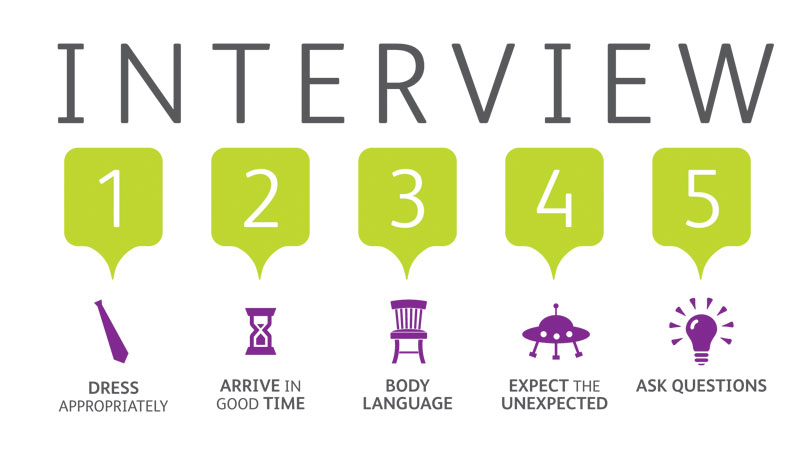 INTERVIEW
1
2
3
4
5
DRESS
APPROPRIATELY
ARRIVE IN
GOOD TIME
BODY
LANGUAGE
EXPECT THE
UNEXPECTED
ASK QUESTIONS